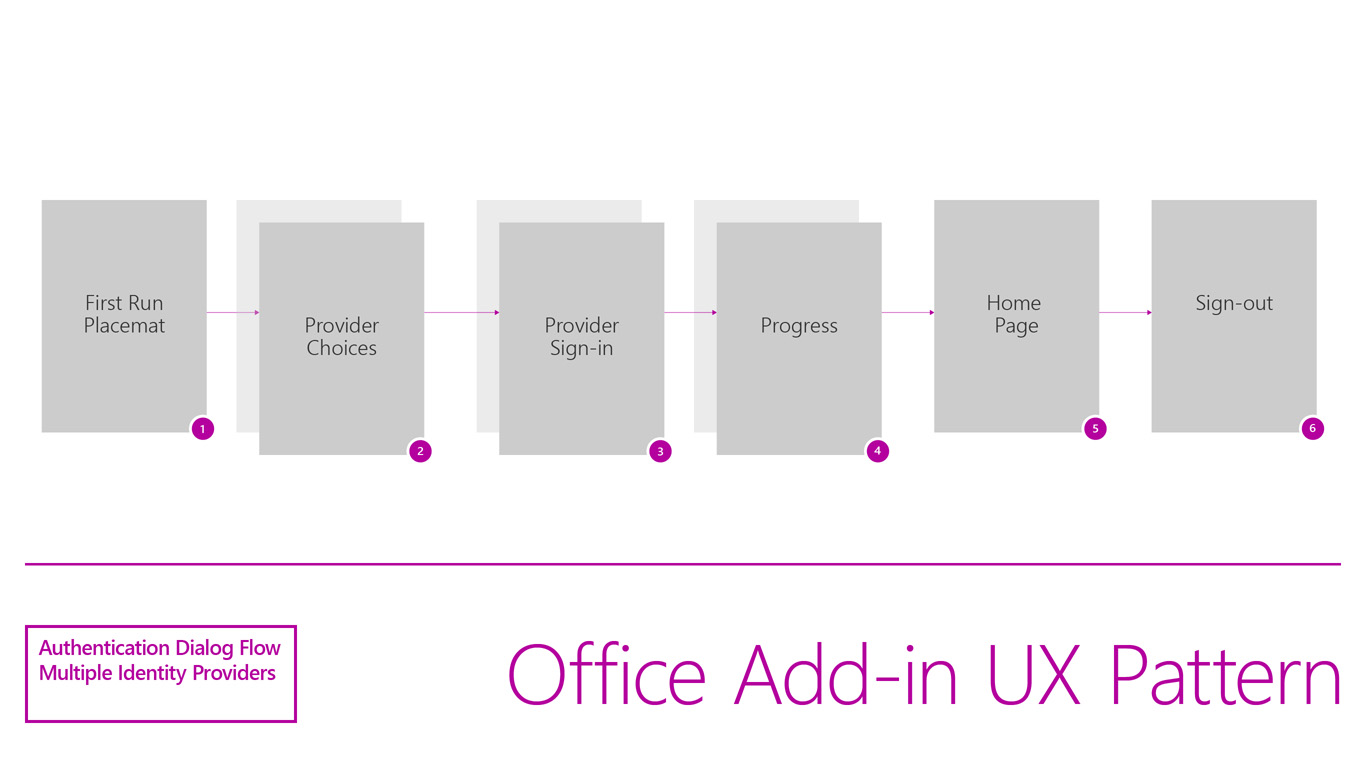 First Run
Placemat
1
Provider
Choices
2
Provider
Sign-in
3
Progress
4
Home
Page
5
Sign-out
6
Authentication Dialog Flow
Multiple Identity Providers
Office Add-in UX Pattern